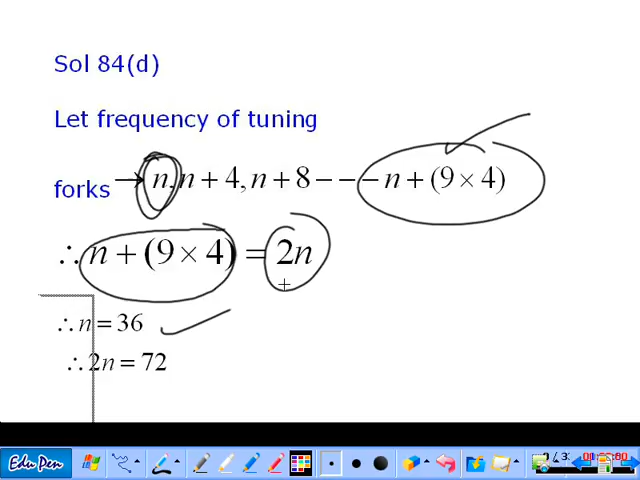 Sol 84(d)
Let frequency of tuning
forks → n, n + 4, n + 8 − − − n + (9 × 4)
∴ n + (9 × 4) = 2n
∴ n = 36
∴ 2n = 72
Edu Pen